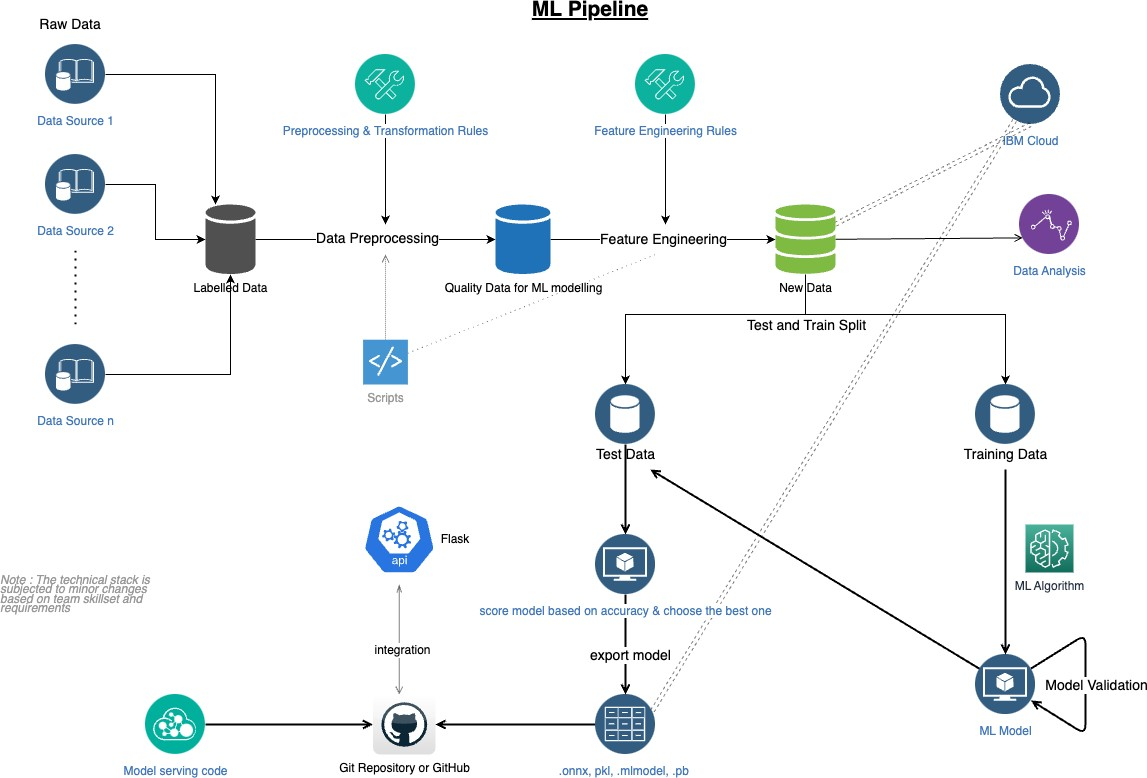 ML Pipeline
Raw Data
Data Source 1
Preprocessing & Transformation Rules
Feature Engineering Rules
IBM Cloud
Data Source 2
Data Preprocessing
Feature Engineering
Data Analysis
Labelled Data
Quality Data for ML modelling
New Data
Test and Train Split
</>
Scripts
Data Source n
Test Data
Training Data
api
Flask
ML Algorithm
Note : The technical stack is
subjected to minor changes
based on team skillset and
requirements
score model based on accuracy & choose the best one
integration
export model
Model Validation
ML Model
Model serving code
Git Repository or GitHub
.onnx, pkl, .mlmodel, .pb